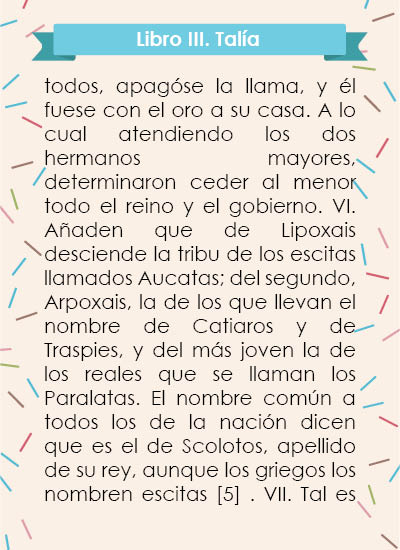 Libro III. Talía
todos, apagóse la llama, y él
fuese con el oro a su casa. A lo
cual atendiendo los dos
hermanos mayores,
determinaron ceder al menor
todo el reino y el gobierno. VI.
Añaden que de Lipoxais
desciende la tribu de los escitas
llamados Aucatas; del segundo,
Arpoxais, la de los que llevan el
nombre de Catiaros y de
Traspies, y del más joven la de
los reales que se llaman los
Paralatas. El nombre común a
todos los de la nación dicen
que es el de Scolotos, apellido
de su rey, aunque los griegos los
nombren escitas [5] . VII. Tal es